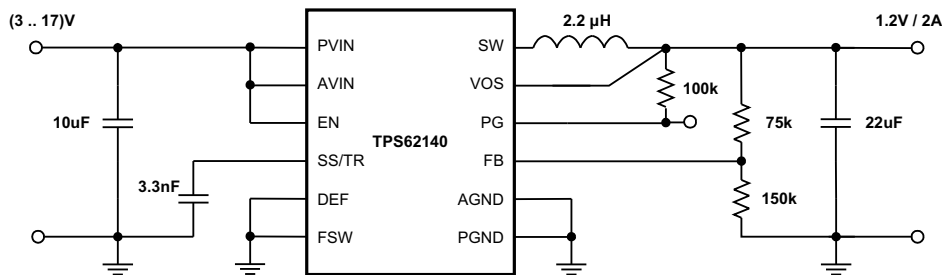 (3 .. 17)V
2.2 µH
1.2V / 2A
PVIN
SW
AVIN
VOS
100k
10uF
EN
PG
75k
22uF
TPS62140
SS/TR
FB
3.3nF
150k
DEF
AGND
FSW
PGND